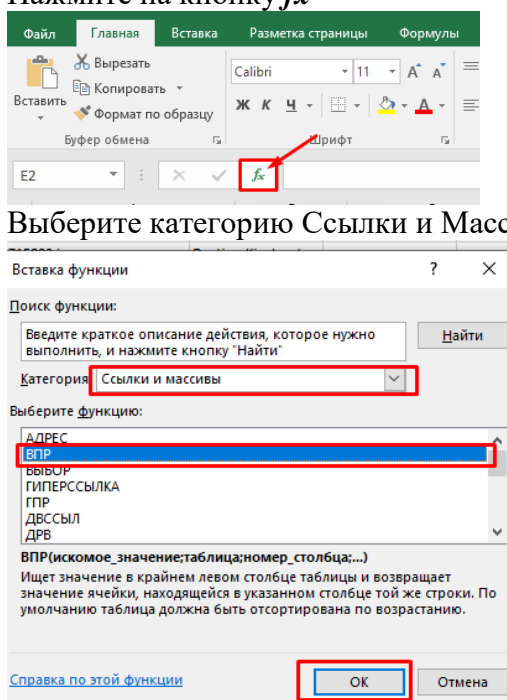 Нажмите на кнопку fx
Файл Главная Вставка Разметка страницы Формулы
Вставить
Вырезать
Копировать
Формат по образцу
Calibri 11 А А
Ж К Ч А
Буфер обмена Шрифт
E2 fx
Выберите категорию Ссылки и Масс
Вставка функции ? ×
Поиск функции:
Введите краткое описание действия, которое нужно
выполнить, и нажмите кнопку "Найти"
Найти
Категория Ссылки и массивы
Выберите функцию:
АДРЕС
ВПР
ВЫБОР
ГИПЕРССЫЛКА
ГПР
ДВССЫЛ
ДРВ
ВПР(искомое_значение;таблица;номер_столбца;...)
Ищет значение в крайнем левом столбце таблицы и возвращает
значение ячейки, находящейся в указанном столбце той же строки. По
умолчанию таблица должна быть отсортирована по возрастанию.
Справка по этой функции ОК Отмена